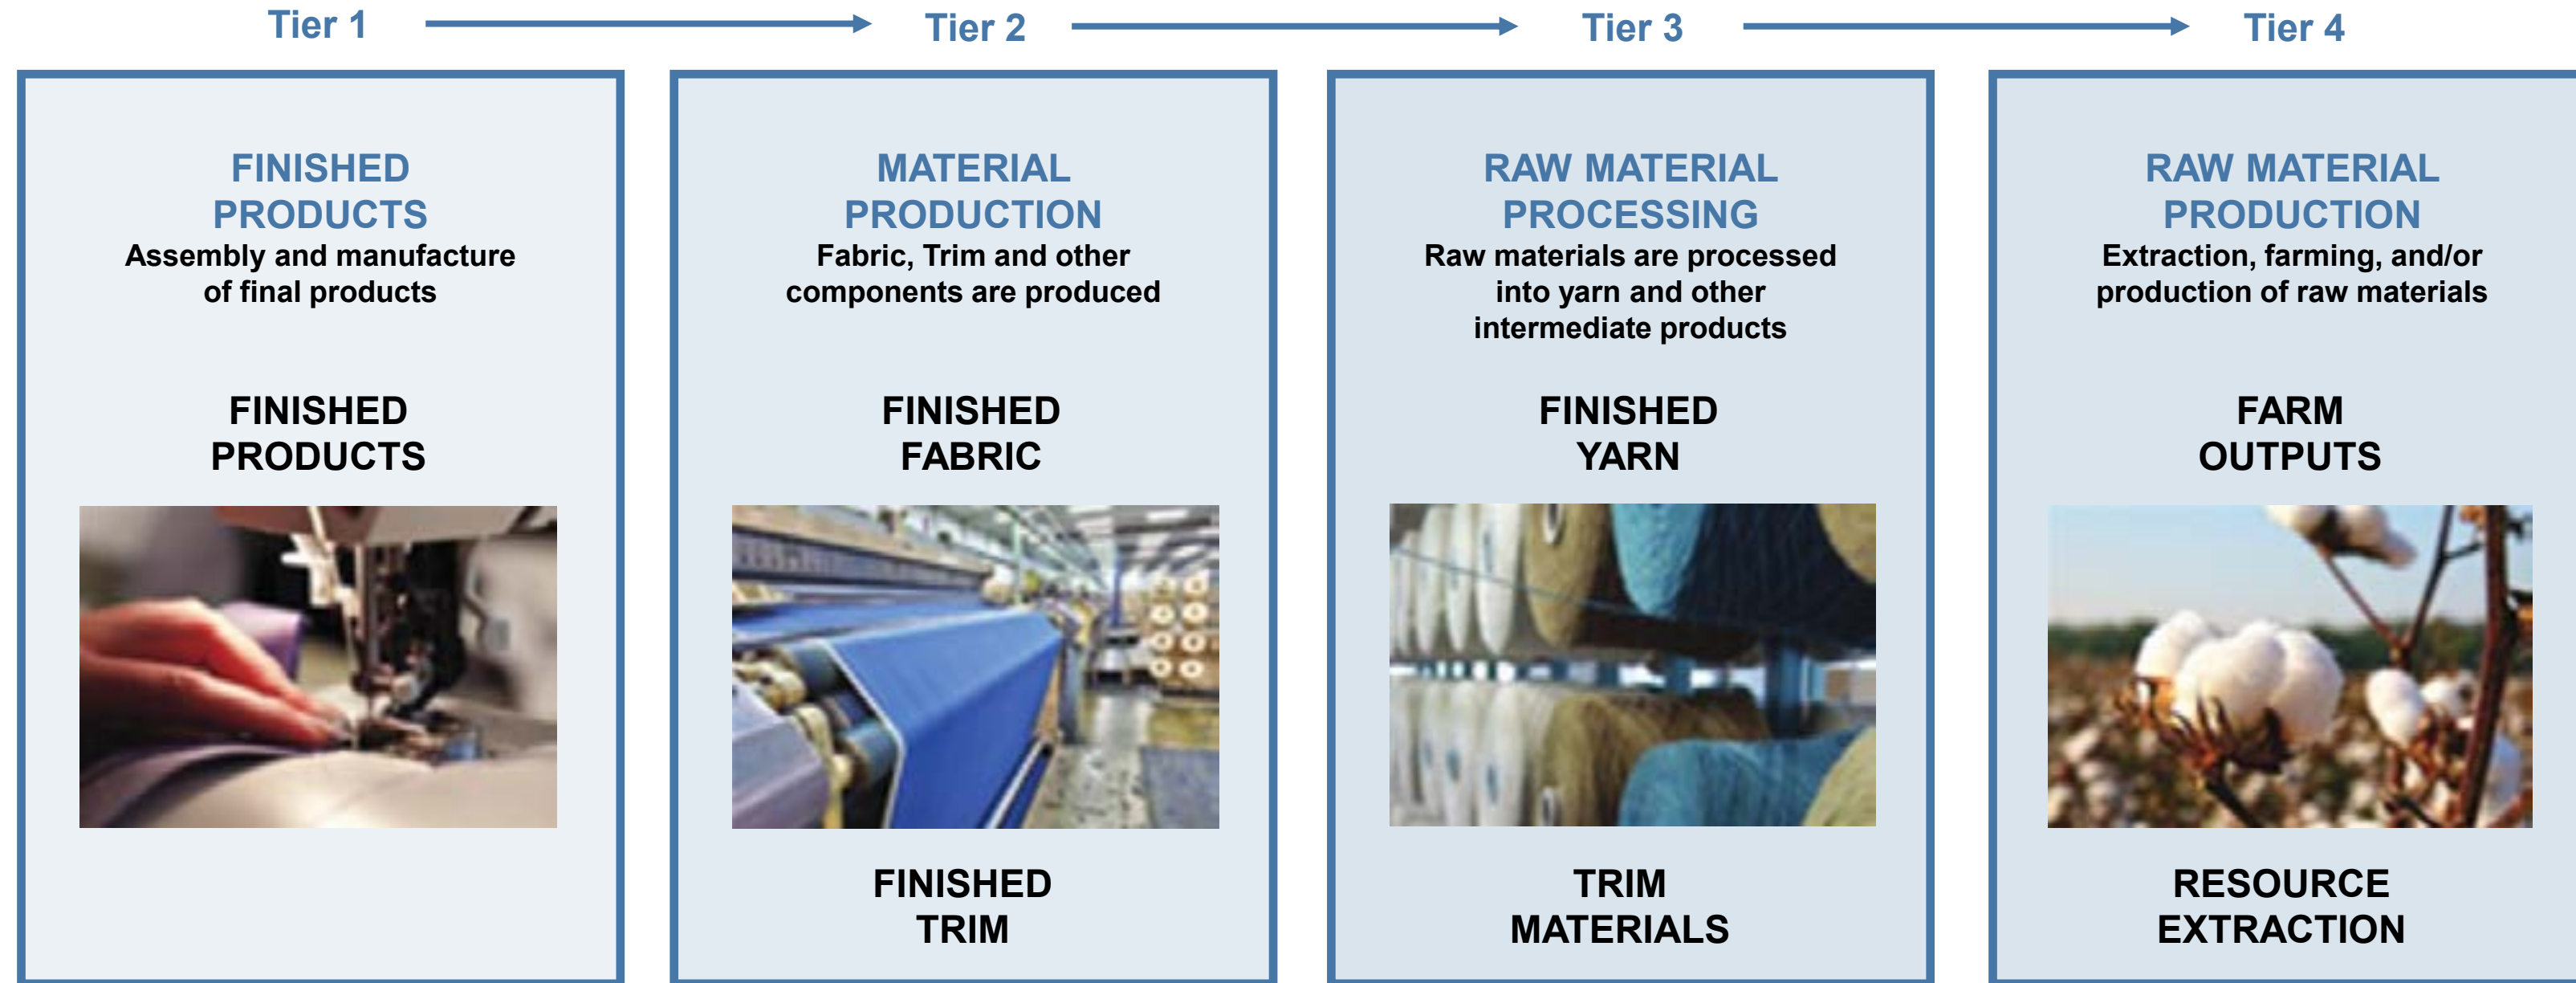 Tier 1
Tier 2
Tier 3
Tier 4
FINISHED
PRODUCTS
Assembly and manufacture
of final products
FINISHED
PRODUCTS
MATERIAL
PRODUCTION
Fabric, Trim and other
components are produced
FINISHED
FABRIC
FINISHED
TRIM
RAW MATERIAL
PROCESSING
Raw materials are processed
into yarn and other
intermediate products
FINISHED
YARN
TRIM
MATERIALS
RAW MATERIAL
PRODUCTION
Extraction, farming, and/or
production of raw materials
FARM
OUTPUTS
RESOURCE
EXTRACTION